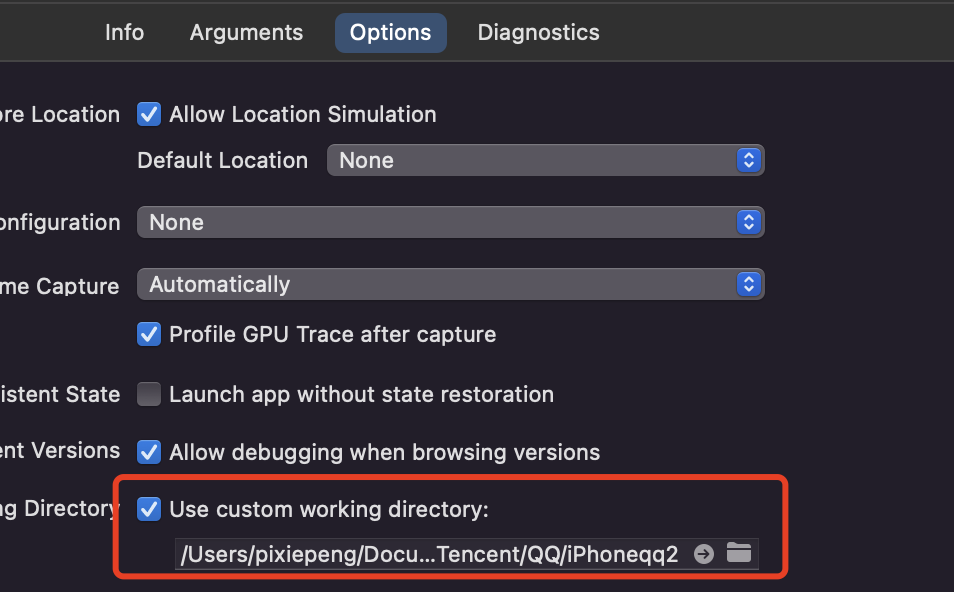 Info Arguments Options Diagnostics
ore Location Allow Location Simulation
Default Location None
onfiguration None
me Capture Automatically
Profile GPU Trace after capture
istent State Launch app without state restoration
ent Versions Allow debugging when browsing versions
ng Directory Use custom working directory:
/Users/pixiepeng/Docu...Tencent/QQ/iPhoneqq2